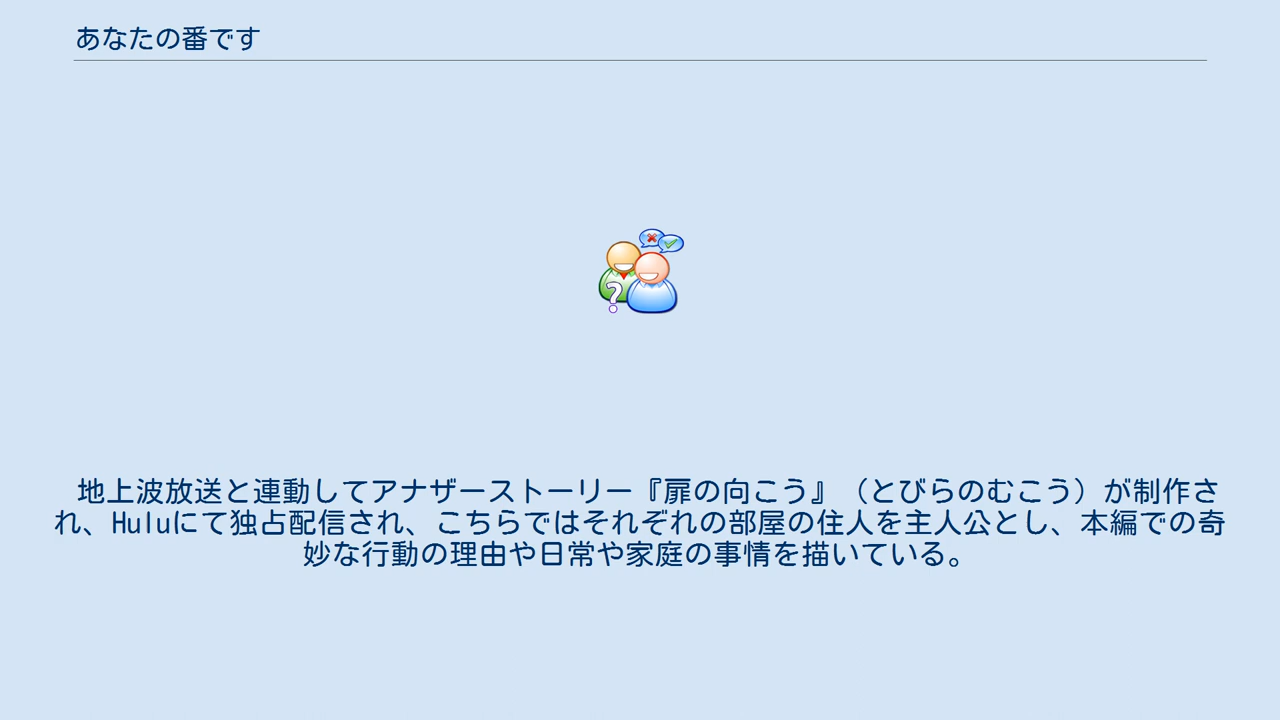 あなたの番です
地上波放送と連動してアナザーストーリー『扉の向こう』（とびらのむこう）が制作さ
れ、Huluにて独占配信され、こちらではそれぞれの部屋の住人を主人公とし、本編での奇
妙な行動の理由や日常や家庭の事情を描いている。